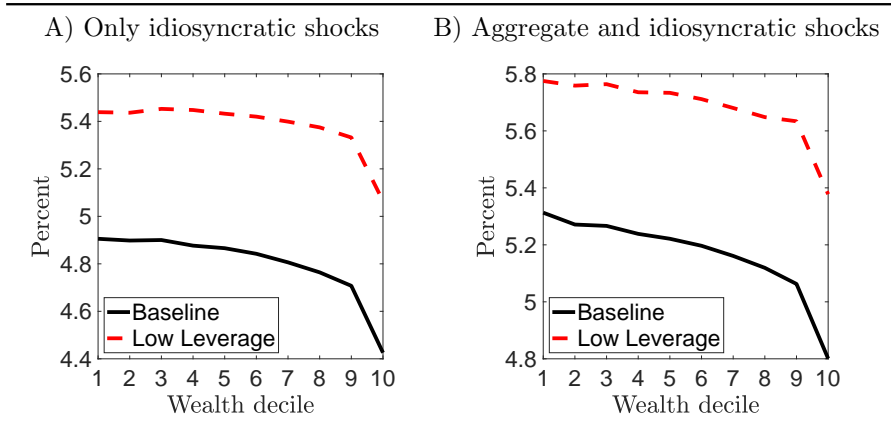 A) Only idiosyncratic shocks
B) Aggregate and idiosyncratic shocks
Percent
5.6
5.4
5.2
5
4.8
4.6
4.4
Baseline
Low Leverage
1 2 3 4 5 6 7 8 9 10
Wealth decile
Percent
5.8
5.6
5.4
5.2
5
4.8
Baseline
Low Leverage
1 2 3 4 5 6 7 8 9 10
Wealth decile